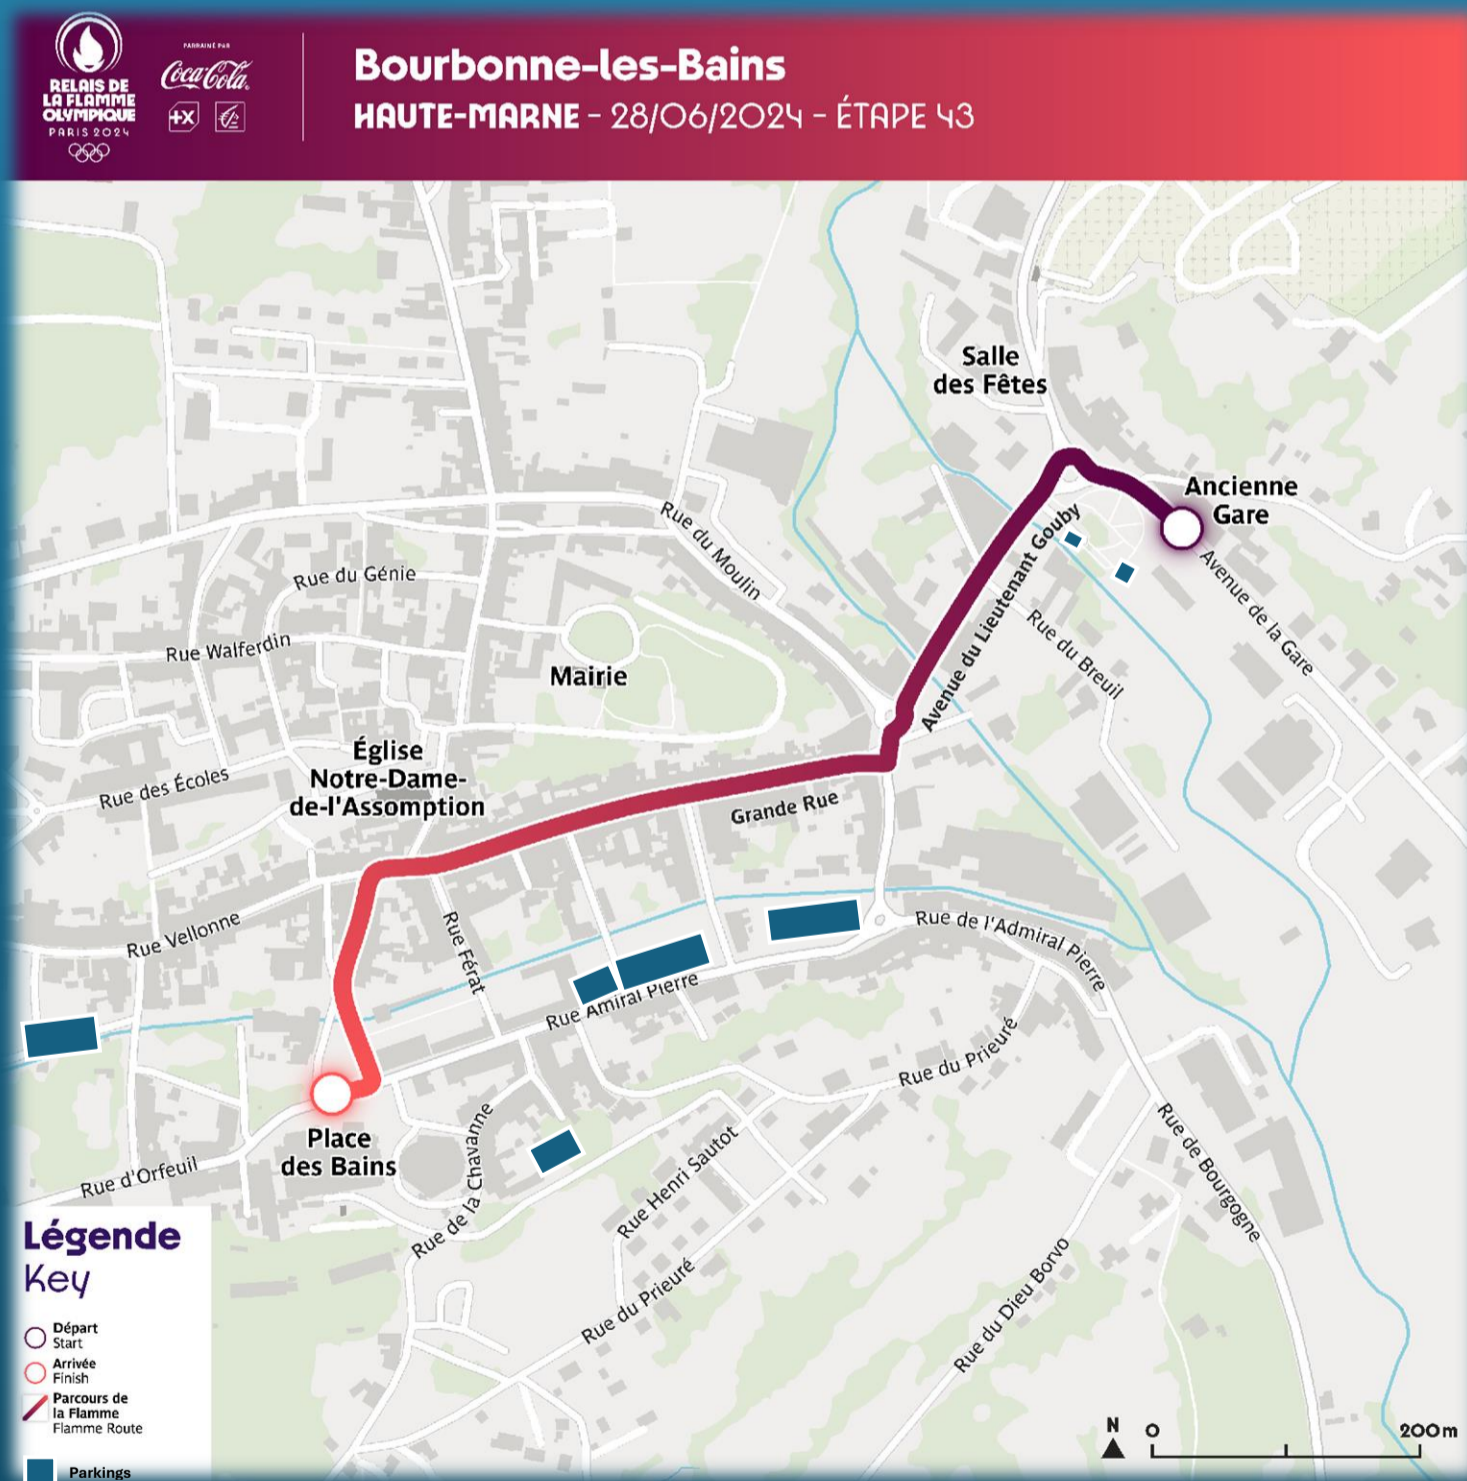 RELAIS DE
LA FLAMME
OLYMPIQUE
PARIS 2024
PARRAINÉ PAR
Coca-Cola
Bourbonne-les-Bains
HAUTE-MARNE - 28/06/2024 - ÉTAPE 43
Salle
des Fêtes
Ancienne
Gare
Rue du Moulin
Avenue du Lieutenant Gouby
Avenue de la Gare
Rue du Génie
Rue Walferdin
Rue du Breuil
Mairie
Église
Notre-Dame-
de-l'Assomption
Rue des Écoles
Grande Rue
Rue Vellonne
Rue Férat
Rue de l'Admiral Pierre
Rue Amiral Pierre
Rue du Prieuré
Place
des Bains
Rue d'Orfeuil
Rue de la Chavanne
Rue Henri Sautot
Rue de Bourgogne
Rue du Prieuré
Rue du Dieu Borvo
Légende
Key
Départ
Start
Arrivée
Finish
Parcours de
la Flamme
Flamme Route
Parkings
N 0 200m